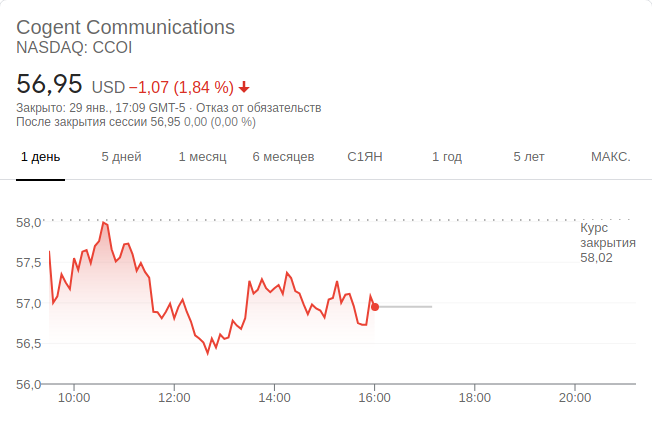 Cogent Communications
NASDAQ: CCOI
56,95 USD −1,07 (1,84 %)
Закрыто: 29 янв., 17:09 GMT-5 · Отказ от обязательств
После закрытия сессии 56,95 0,00 (0,00 %)
1 день 5 дней 1 месяц 6 месяцев С1ЯН 1 год 5 лет МАКС.
58,0
Курс
закрытия
58,02
57,5
57,0
56,5
56,0
10:00 12:00 14:00 16:00 18:00 20:00